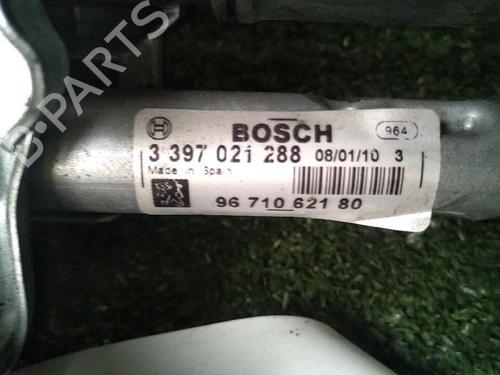 B-PARTS
BOSCH
964
3 397 021 288 08/01/10 3
Made in Spain
96 710 621 80